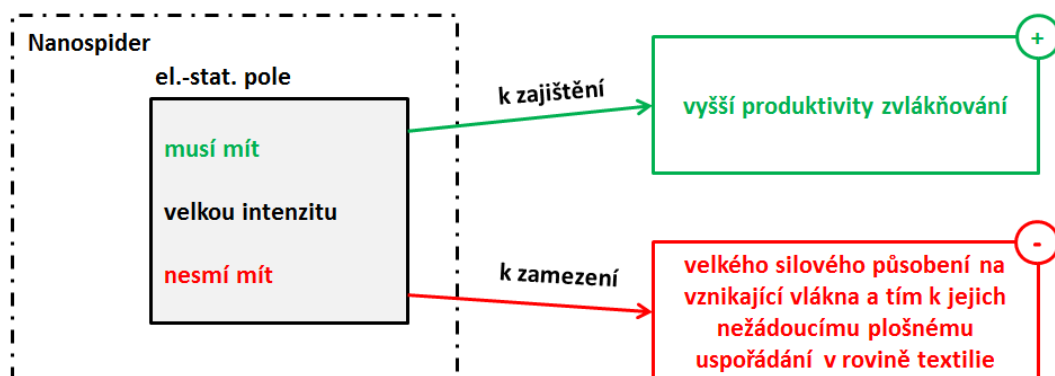 Nanospider
el.-stat. pole
musí mít
velkou intenzitu
nesmí mít
k zajištění
+
vyšší produktivity zvlákňování
k zamezení
-
velkého silového působení na
vznikající vlákna a tím k jejich
nežádoucímu plošnému
uspořádání v rovině textilie